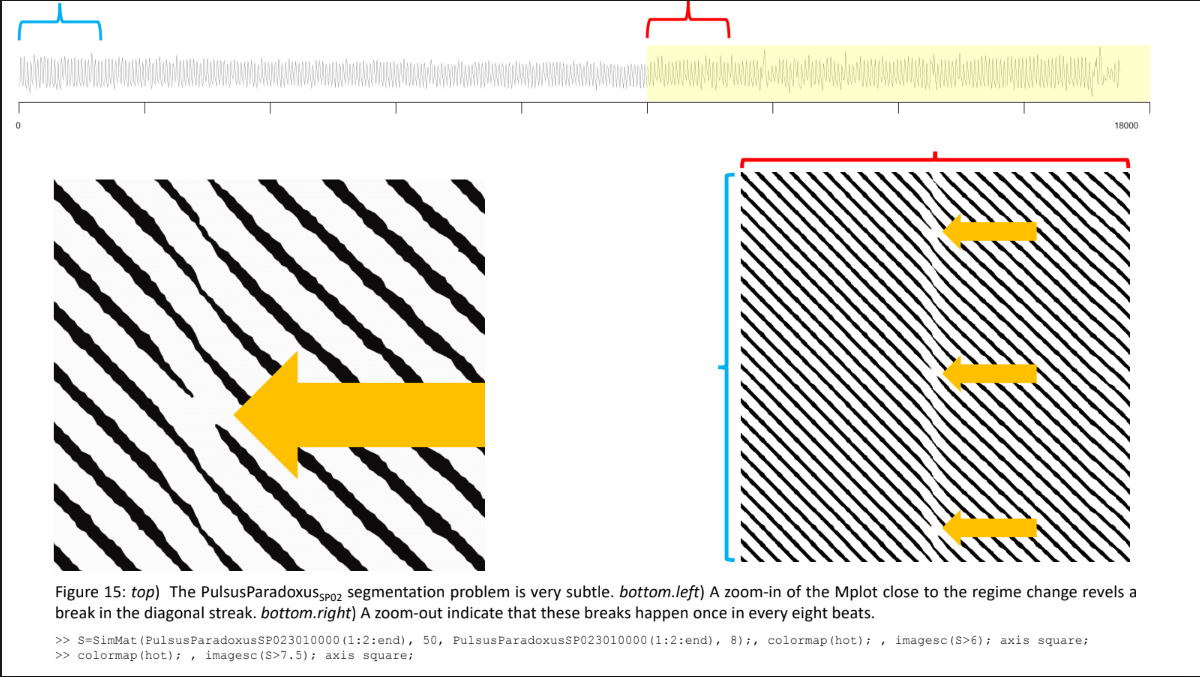 0
18000
Figure 15: top) The PulsusParadoxusSP02 segmentation problem is very subtle. bottom.left) A zoom-in of the Mplot close to the regime change revels a
break in the diagonal streak. bottom.right) A zoom-out indicate that these breaks happen once in every eight beats.
>> S=SimMat(PulsusParadoxusSP023010000(1:2:end), 50, PulsusParadoxusSP023010000(1:2:end), 8);, colormap(hot); , imagesc(S>6); axis square;
>> colormap(hot); , imagesc(S>7.5); axis square;